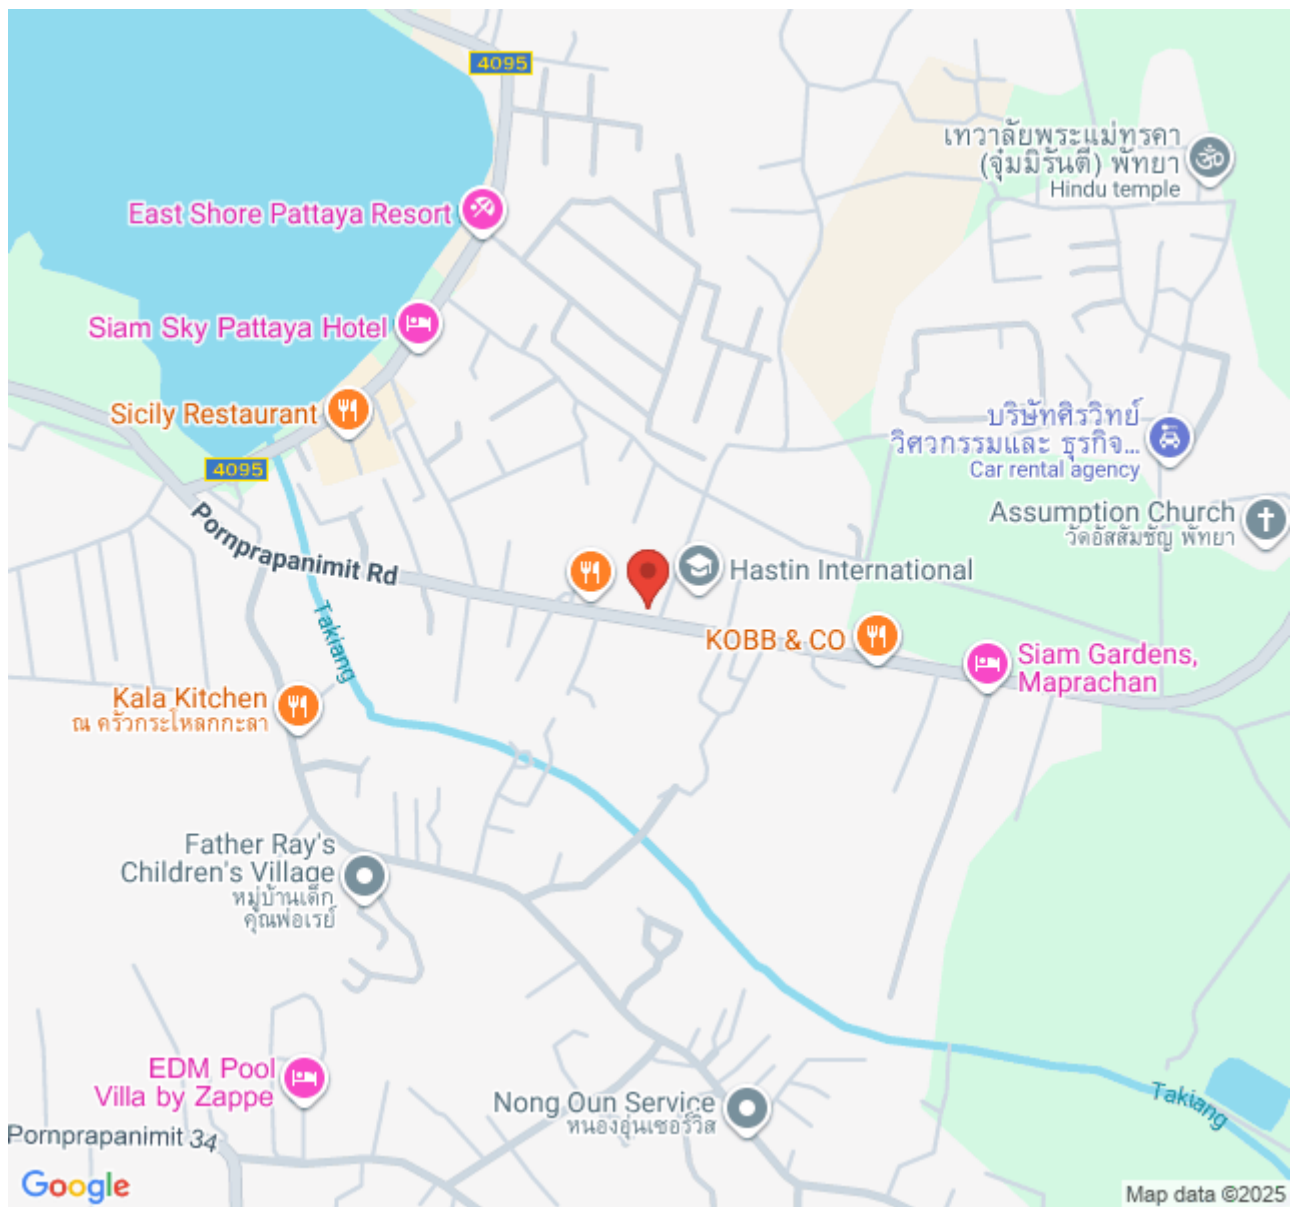 4095
เทวาลัยพระแม่ทรคา
(จุ๋มมิรันตี) พัทยา
Hindu temple
East Shore Pattaya Resort
Siam Sky Pattaya Hotel
Sicily Restaurant
บริษัทศิรวิทย์
วิศวกรรมและ ธุรกิจ...
Car rental agency
4095
Assumption Church
วัดอัสสัมชัญ พัทยา
Pornprapanimit Rd
Hastin International
Takiang
KOBB & CO
Siam Gardens,
Maprachan
Kala Kitchen
ณ ครัวกระโหลกกะลา
Father Ray's
Children's Village
หมู่บ้านเด็ก
คุณพ่อเรย์
EDM Pool
Villa by Zappe
Nong Oun Service
หนองอุ่นเซอร์วิส
Takiang
Pornprapanimit 34
Google
Map data ©2025